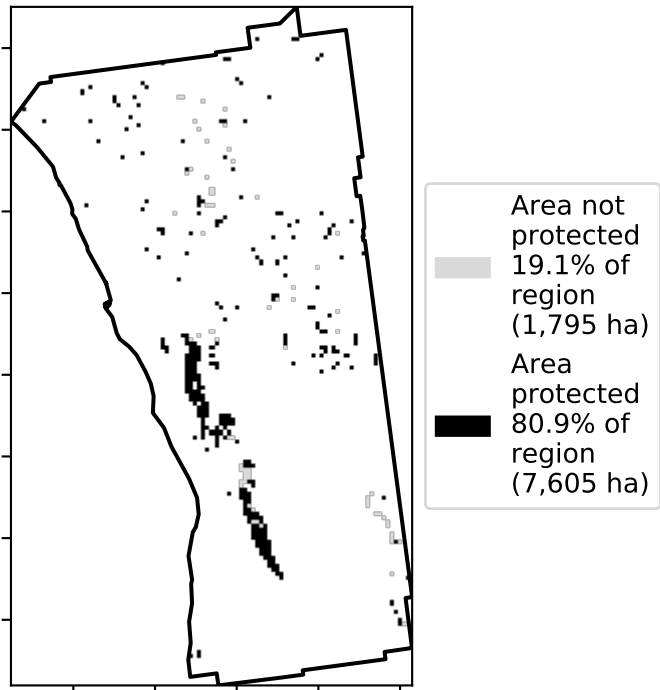 Area not
protected
19.1% of
region
(1,795 ha)
Area
protected
80.9% of
region
(7,605 ha)